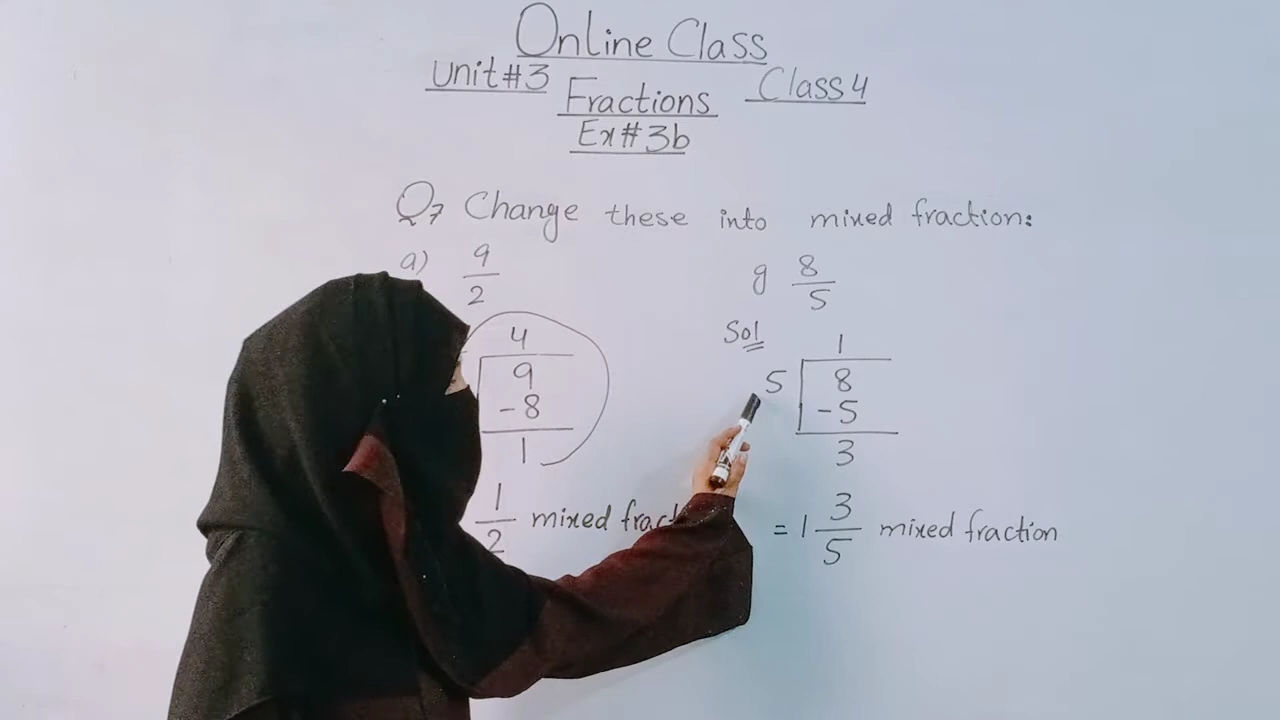 Online Class
Unit#3 Fractions Class 4
Ex#3b
Q7 Change these into mixed fraction:
a) 9/2
4
9
-8
1
1/2 mixed fract
g 8/5
Sol
1
5 8
-5
3
= 1 3/5 mixed fraction